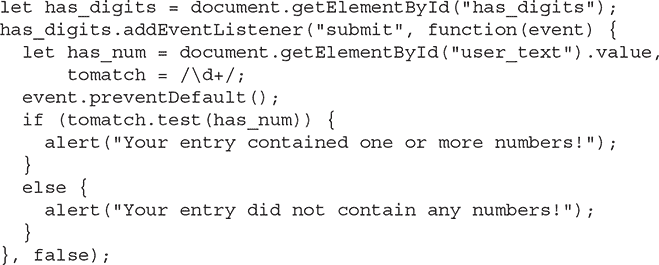 let has_digits = document.getElementById("has_digits");
has_digits.addEventListener("submit", function(event) {
  let has_num = document.getElementById("user_text").value,
      tomatch = /\d+/;
  event.preventDefault();
  if (tomatch.test(has_num)) {
    alert("Your entry contained one or more numbers!");
  }
  else {
    alert("Your entry did not contain any numbers!");
  }
}, false);